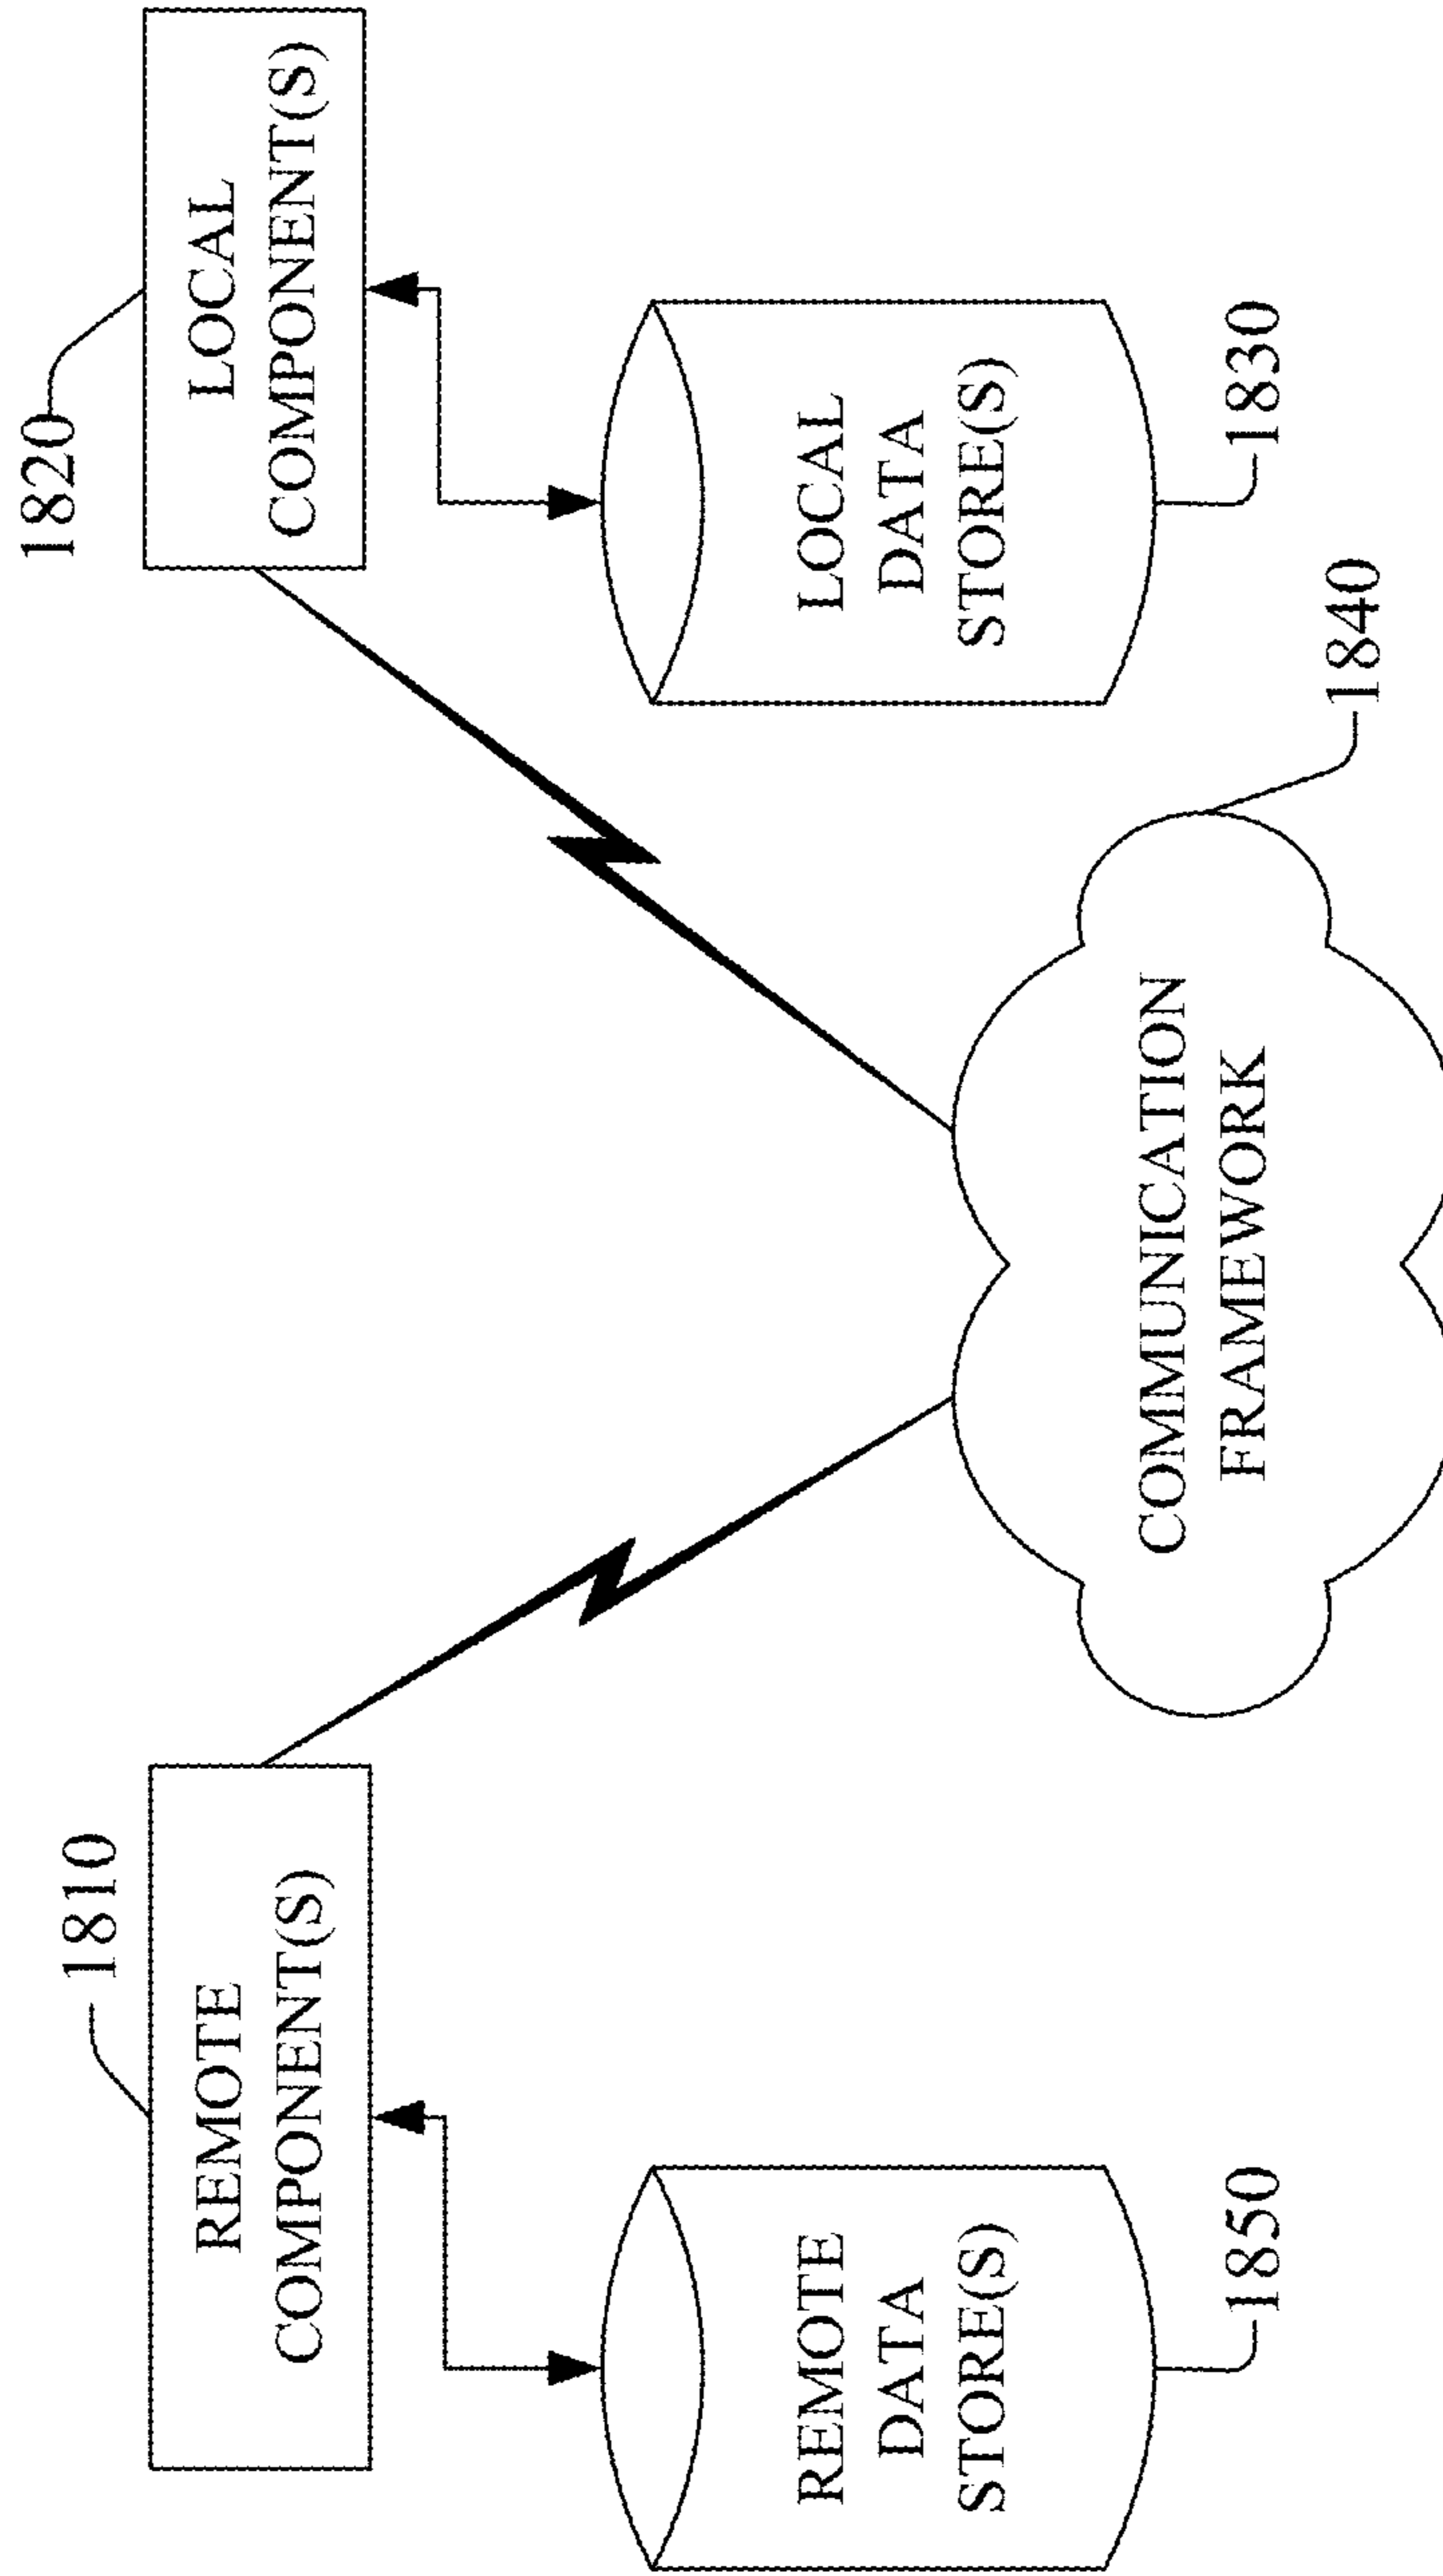 1810
REMOTE
COMPONENT(S)
1820
LOCAL
COMPONENT(S)
REMOTE
DATA
STORE(S)
1850
LOCAL
DATA
STORE(S)
1830
COMMUNICATION
FRAMEWORK
1840